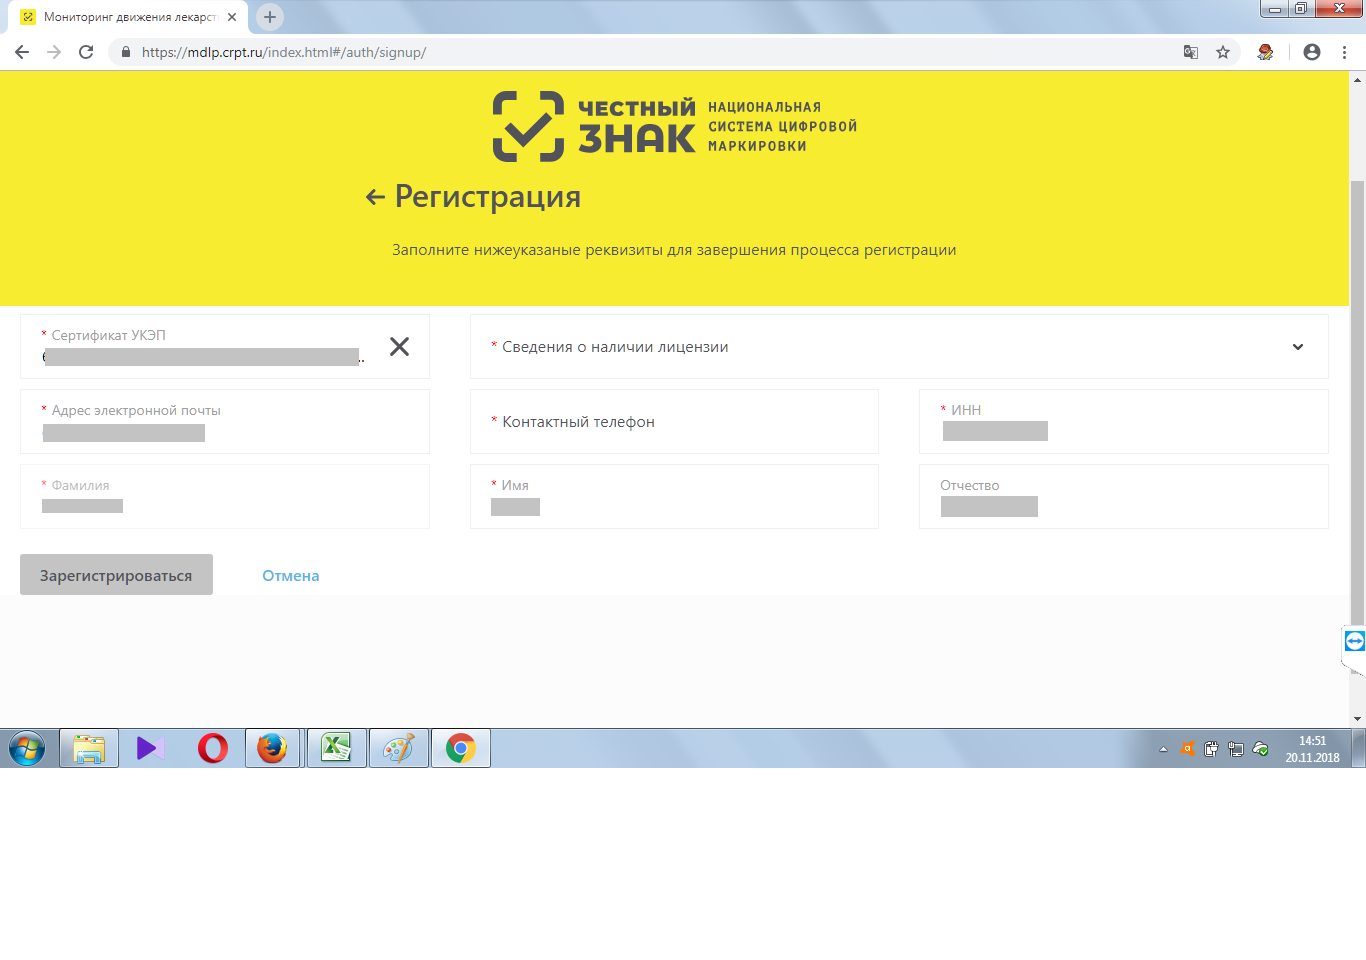 Мониторинг движения лекарст
https://mdlp.crpt.ru/index.html#/auth/signup/
ЧЕСТНЫЙ
ЗНАК
НАЦИОНАЛЬНАЯ
СИСТЕМА ЦИФРОВОЙ
МАРКИРОВКИ
Регистрация
Заполните нижеуказаные реквизиты для завершения процесса регистрации
* Сертификат УКЭП
* Сведения о наличии лицензии
* Адрес электронной почты
* Контактный телефон
* ИНН
* Фамилия
* Имя
Отчество
Зарегистрироваться
Отмена
14:51
20.11.2018